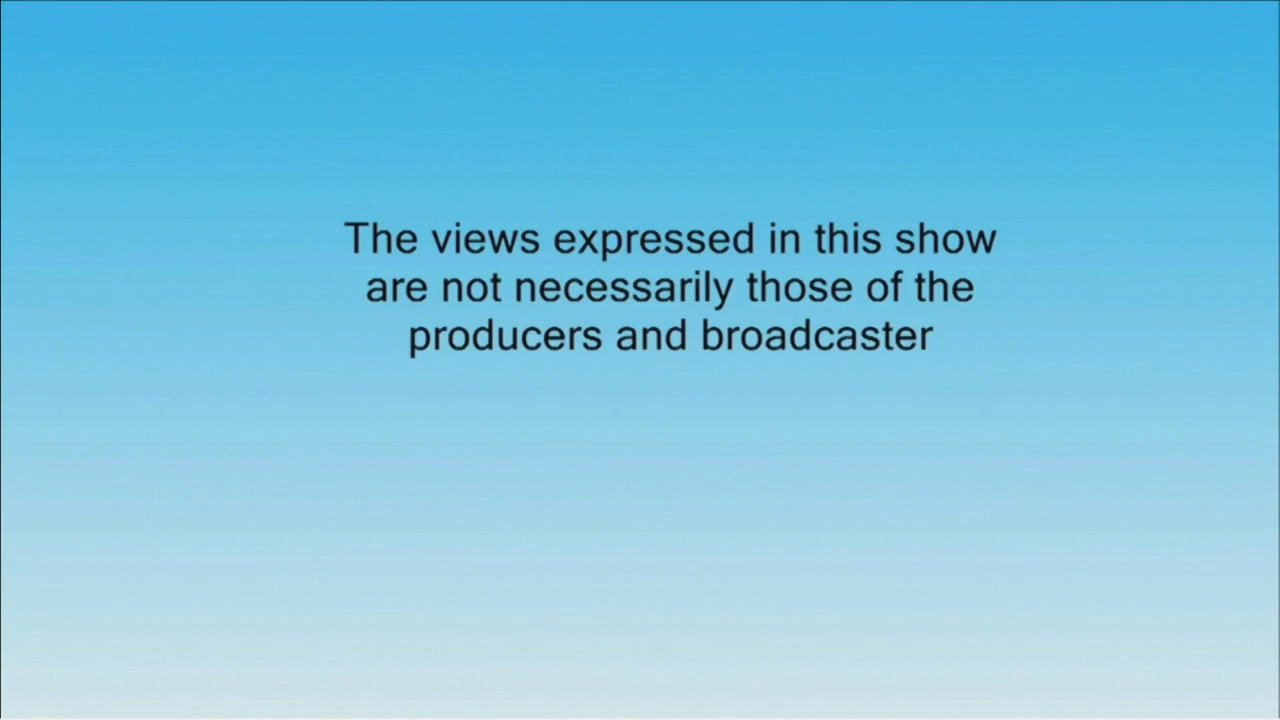 The views expressed in this show
are not necessarily those of the
producers and broadcaster